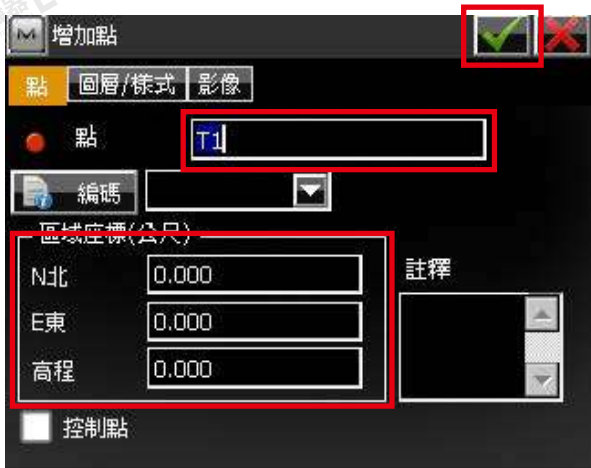 增加點
點 圖層/樣式 影像
點 T1
編碼
區域座標(公尺)
N北 0.000
註釋
E東 0.000
高程 0.000
控制點